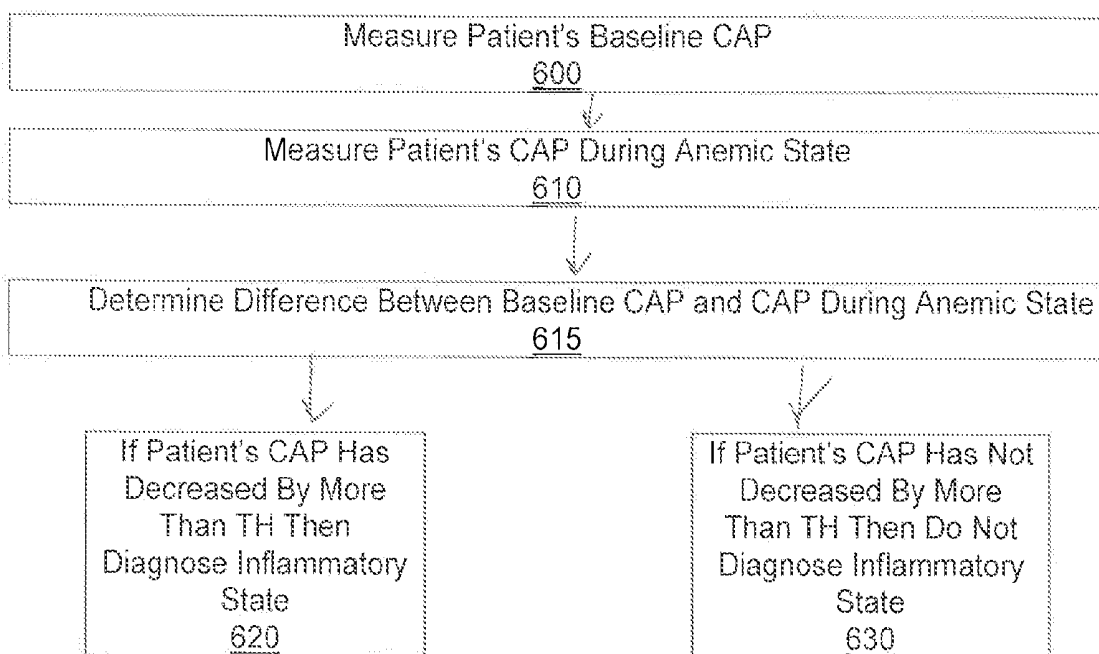 Measure Patient's Baseline CAP
600
Measure Patient's CAP During Anemic State
610
Determine Difference Between Baseline CAP and CAP During Anemic State
615
If Patient's CAP Has
Decreased By More
Than TH Then
Diagnose Inflammatory
State
620
If Patient's CAP Has Not
Decreased By More
Than TH Then Do Not
Diagnose Inflammatory
State
630